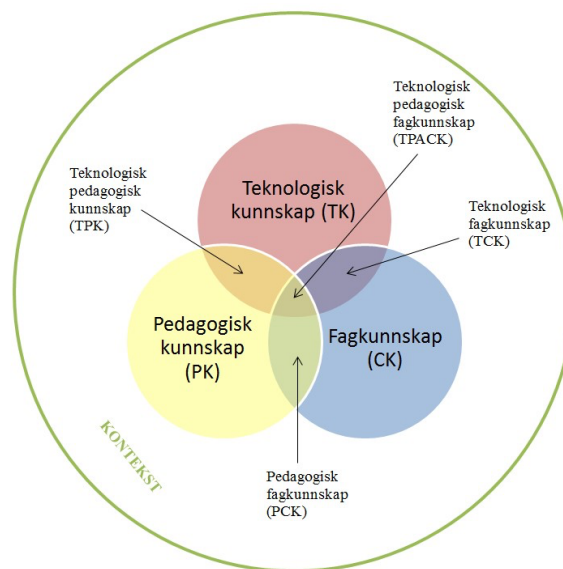 Teknologisk
pedagogisk
fagkunnskap
(TPACK)
Teknologisk
pedagogisk
kunnskap
(TPK)
Teknologisk
kunnskap (TK)
Teknologisk
fagkunnskap
(TCK)
Pedagogisk
kunnskap
(PK)
Fagkunnskap
(CK)
KONTEKST
Pedagogisk
fagkunnskap
(PCK)